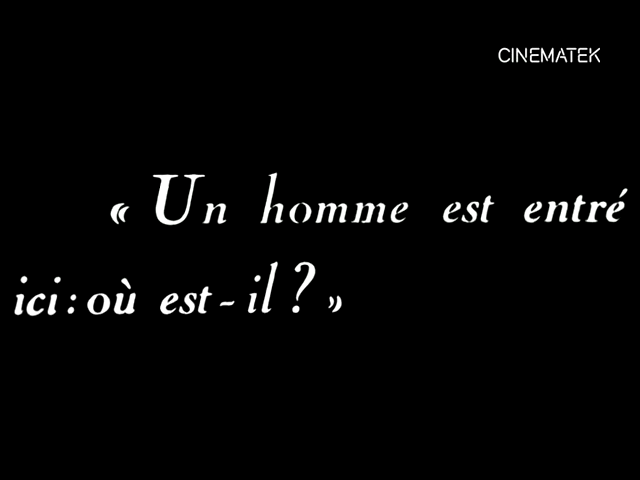 CINEMATEK
« Un homme est entré
ici : où est-il ? »